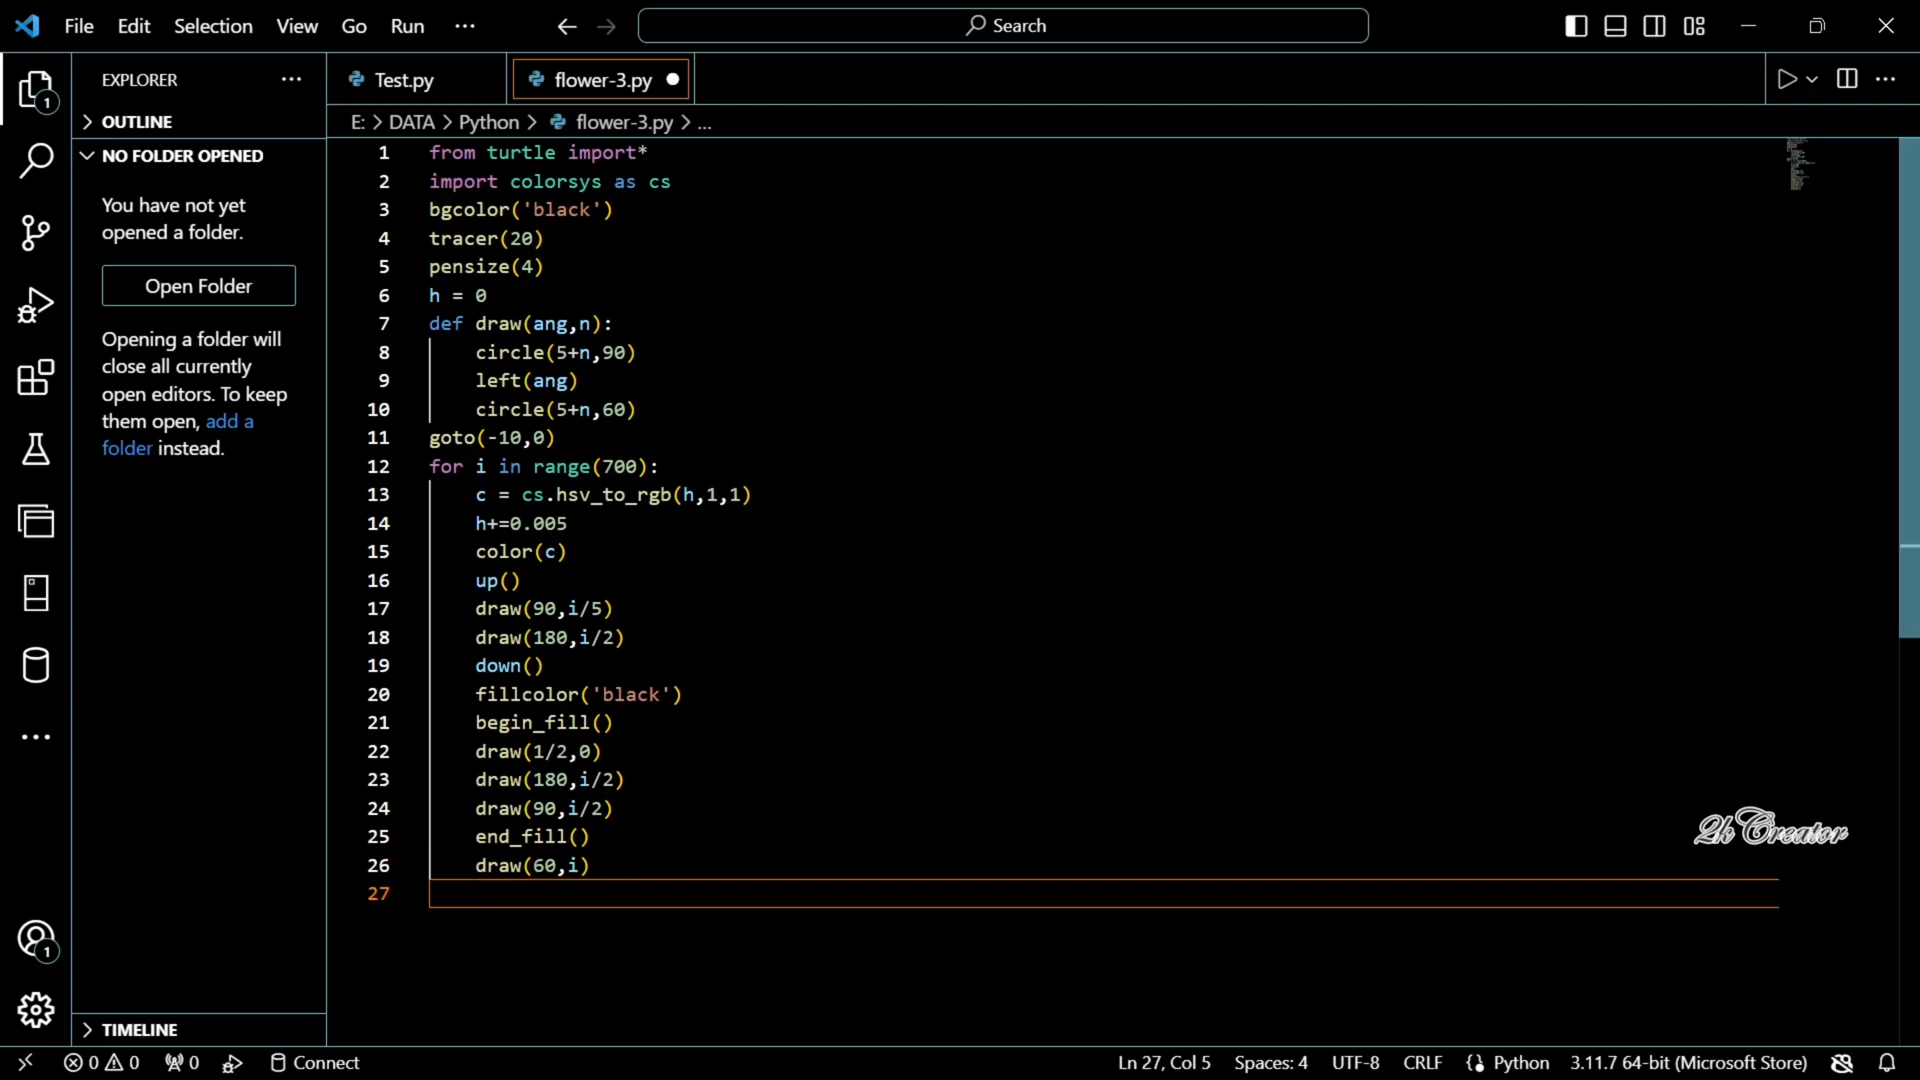 File Edit Selection View Go Run ··· Search
EXPLORER ···
Test.py
flower-3.py
OUTLINE
E: > DATA > Python > flower-3.py > ...
NO FOLDER OPENED
You have not yet
opened a folder.
Open Folder
Opening a folder will
close all currently
open editors. To keep
them open, add a
folder instead.
1 from turtle import*
2 import colorsys as cs
3 bgcolor('black')
4 tracer(20)
5 pensize(4)
6 h = 0
7 def draw(ang,n):
8     circle(5+n,90)
9     left(ang)
10     circle(5+n,60)
11 goto(-10,0)
12 for i in range(700):
13     c = cs.hsv_to_rgb(h,1,1)
14     h+=0.005
15     color(c)
16     up()
17     draw(90,i/5)
18     draw(180,i/2)
19     down()
20     fillcolor('black')
21     begin_fill()
22     draw(1/2,0)
23     draw(180,i/2)
24     draw(90,i/2)
25     end_fill()
26     draw(60,i)
27
2kCreator
1
1
TIMELINE
0 0 0 Connect Ln 27, Col 5 Spaces: 4 UTF-8 CRLF Python 3.11.7 64-bit (Microsoft Store)